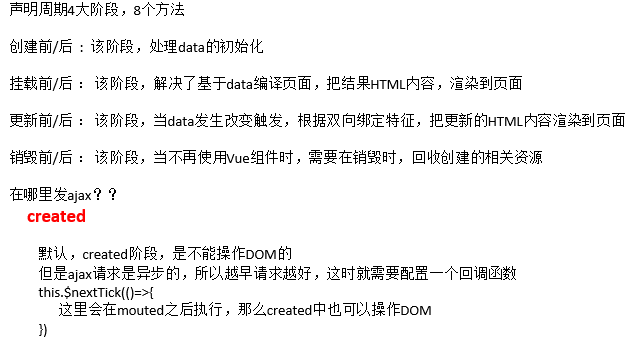 声明周期4大阶段，8个方法
创建前/后 : 该阶段，处理data的初始化
挂载前/后： 该阶段，解决了基于data编译页面，把结果HTML内容，渲染到页面
更新前/后： 该阶段，当data发生改变触发，根据双向绑定特征，把更新的HTML内容渲染到页面
销毁前/后： 该阶段，当不再使用Vue组件时，需要在销毁时，回收创建的相关资源
在哪里发ajax？？
created
默认，created阶段，是不能操作DOM的
但是ajax请求是异步的，所以越早请求越好，这时就需要配置一个回调函数
this.$nextTick(()=>{
这里会在mouted之后执行，那么created中也可以操作DOM
})